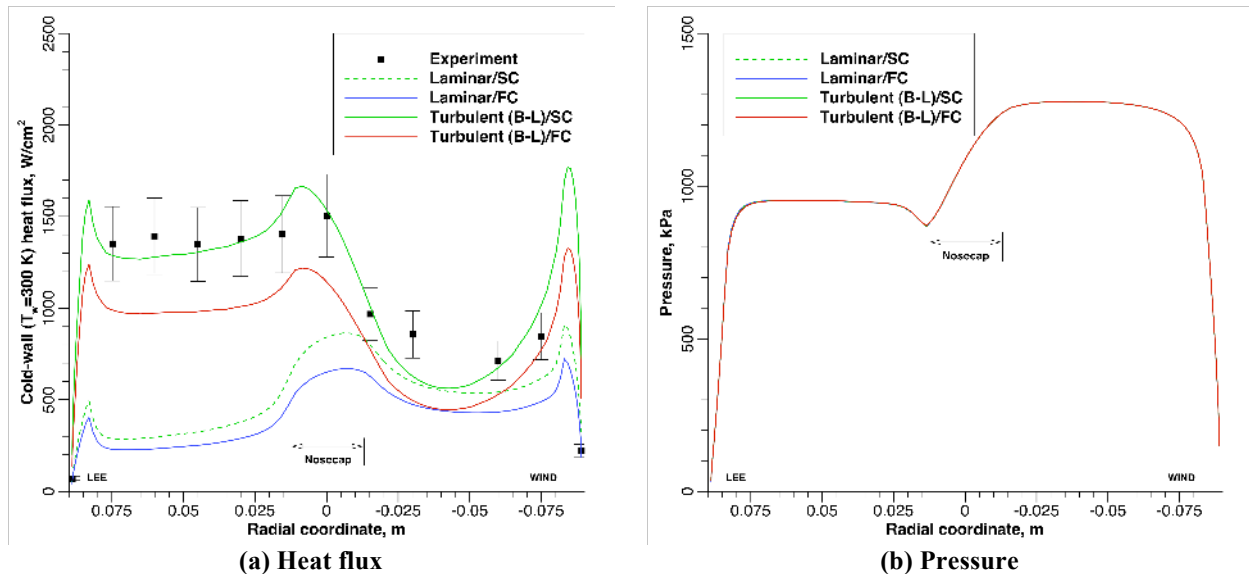 2500
2000
1500
1000
500
0
Cold-wall (Tw=300 K) heat flux, W/cm²
Experiment
Laminar/SC
Laminar/FC
Turbulent (B-L)/SC
Turbulent (B-L)/FC
Nosecap
LEE
WIND
0.075 0.05 0.025 0 -0.025 -0.05 -0.075
Radial coordinate, m
(a) Heat flux
1500
1000
500
0
Pressure, kPa
Laminar/SC
Laminar/FC
Turbulent (B-L)/SC
Turbulent (B-L)/FC
Nosecap
LEE
WIND
0.075 0.05 0.025 0 -0.025 -0.05 -0.075
Radial coordinate, m
(b) Pressure